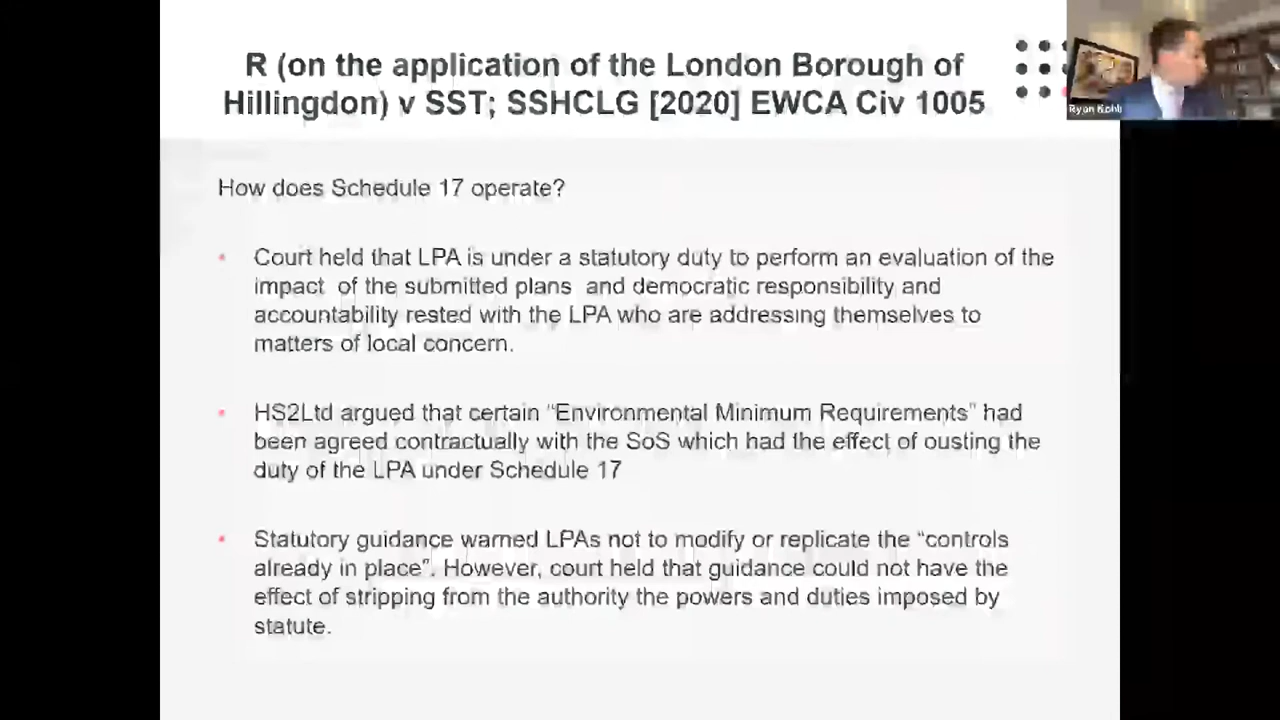 R (on the application of the London Borough of
Hillingdon) v SST; SSHCLG [2020] EWCA Civ 1005
Ryan Kohli
How does Schedule 17 operate?
• Court held that LPA is under a statutory duty to perform an evaluation of the
impact of the submitted plans and democratic responsibility and
accountability rested with the LPA who are addressing themselves to
matters of local concern.
• HS2Ltd argued that certain “Environmental Minimum Requirements” had
been agreed contractually with the SoS which had the effect of ousting the
duty of the LPA under Schedule 17
• Statutory guidance warned LPAs not to modify or replicate the “controls
already in place”. However, court held that guidance could not have the
effect of stripping from the authority the powers and duties imposed by
statute.